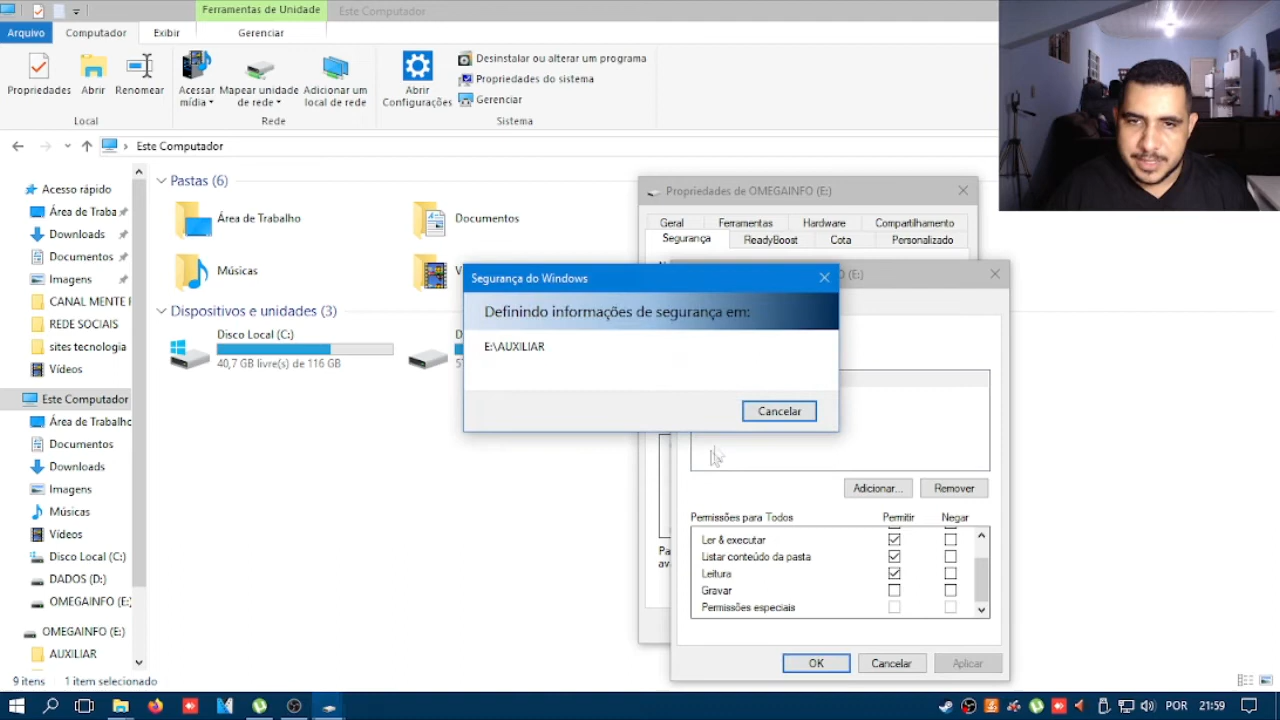 Ferramentas de Unidade
Este Computador
Arquivo
Computador
Exibir
Gerenciar
Propriedades
Abrir
Renomear
Acessar mídia
Mapear unidade de rede
Adicionar um local de rede
Abrir Configurações
Desinstalar ou alterar um programa
Propriedades do sistema
Gerenciar
Local
Rede
Sistema
Este Computador
Acesso rápido
Área de Traba
Downloads
Documentos
Imagens
CANAL MENTE
REDE SOCIAIS
sites tecnologia
Vídeos
Este Computador
Área de Trabalho
Documentos
Downloads
Imagens
Músicas
Vídeos
Disco Local (C:)
DADOS (D:)
OMEGAINFO (E:)
OMEGAINFO (E:)
AUXILIAR
Pastas (6)
Área de Trabalho
Documentos
Músicas
Dispositivos e unidades (3)
Disco Local (C:)
40,7 GB livre(s) de 116 GB
Propriedades de OMEGAINFO (E:)
Geral
Ferramentas
Hardware
Compartilhamento
Segurança
ReadyBoost
Cota
Personalizado
(E:)
Segurança do Windows
Definindo informações de segurança em:
E:\AUXILIAR
Cancelar
Adicionar...
Remover
Permissões para Todos
Permitir
Negar
Ler & executar
Listar conteúdo da pasta
Leitura
Gravar
Permissões especiais
OK
Cancelar
Aplicar
9 itens
1 item selecionado
POR
21:59